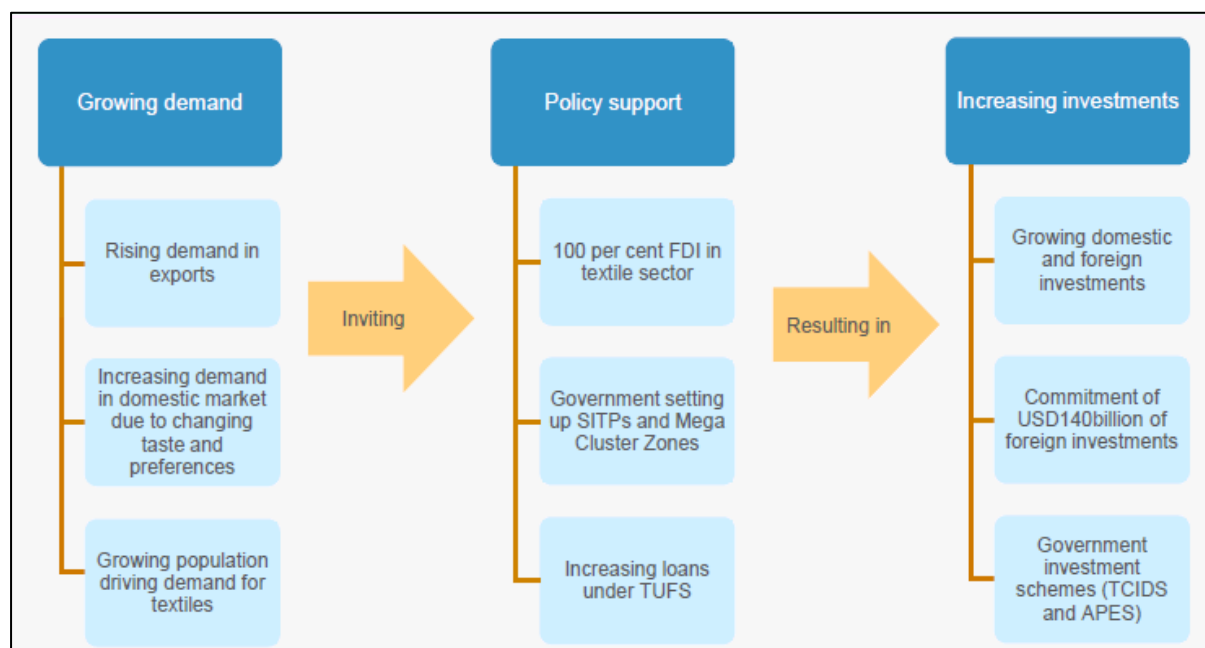 Growing demand
Rising demand in
exports
Increasing demand
in domestic market
due to changing
taste and
preferences
Growing population
driving demand for
textiles
Inviting
Policy support
100 per cent FDI in
textile sector
Government setting
up SITPs and Mega
Cluster Zones
Increasing loans
under TUFS
Resulting in
Increasing investments
Growing domestic
and foreign
investments
Commitment of
USD140billion of
foreign investments
Government
investment
schemes (TCIDS
and APES)